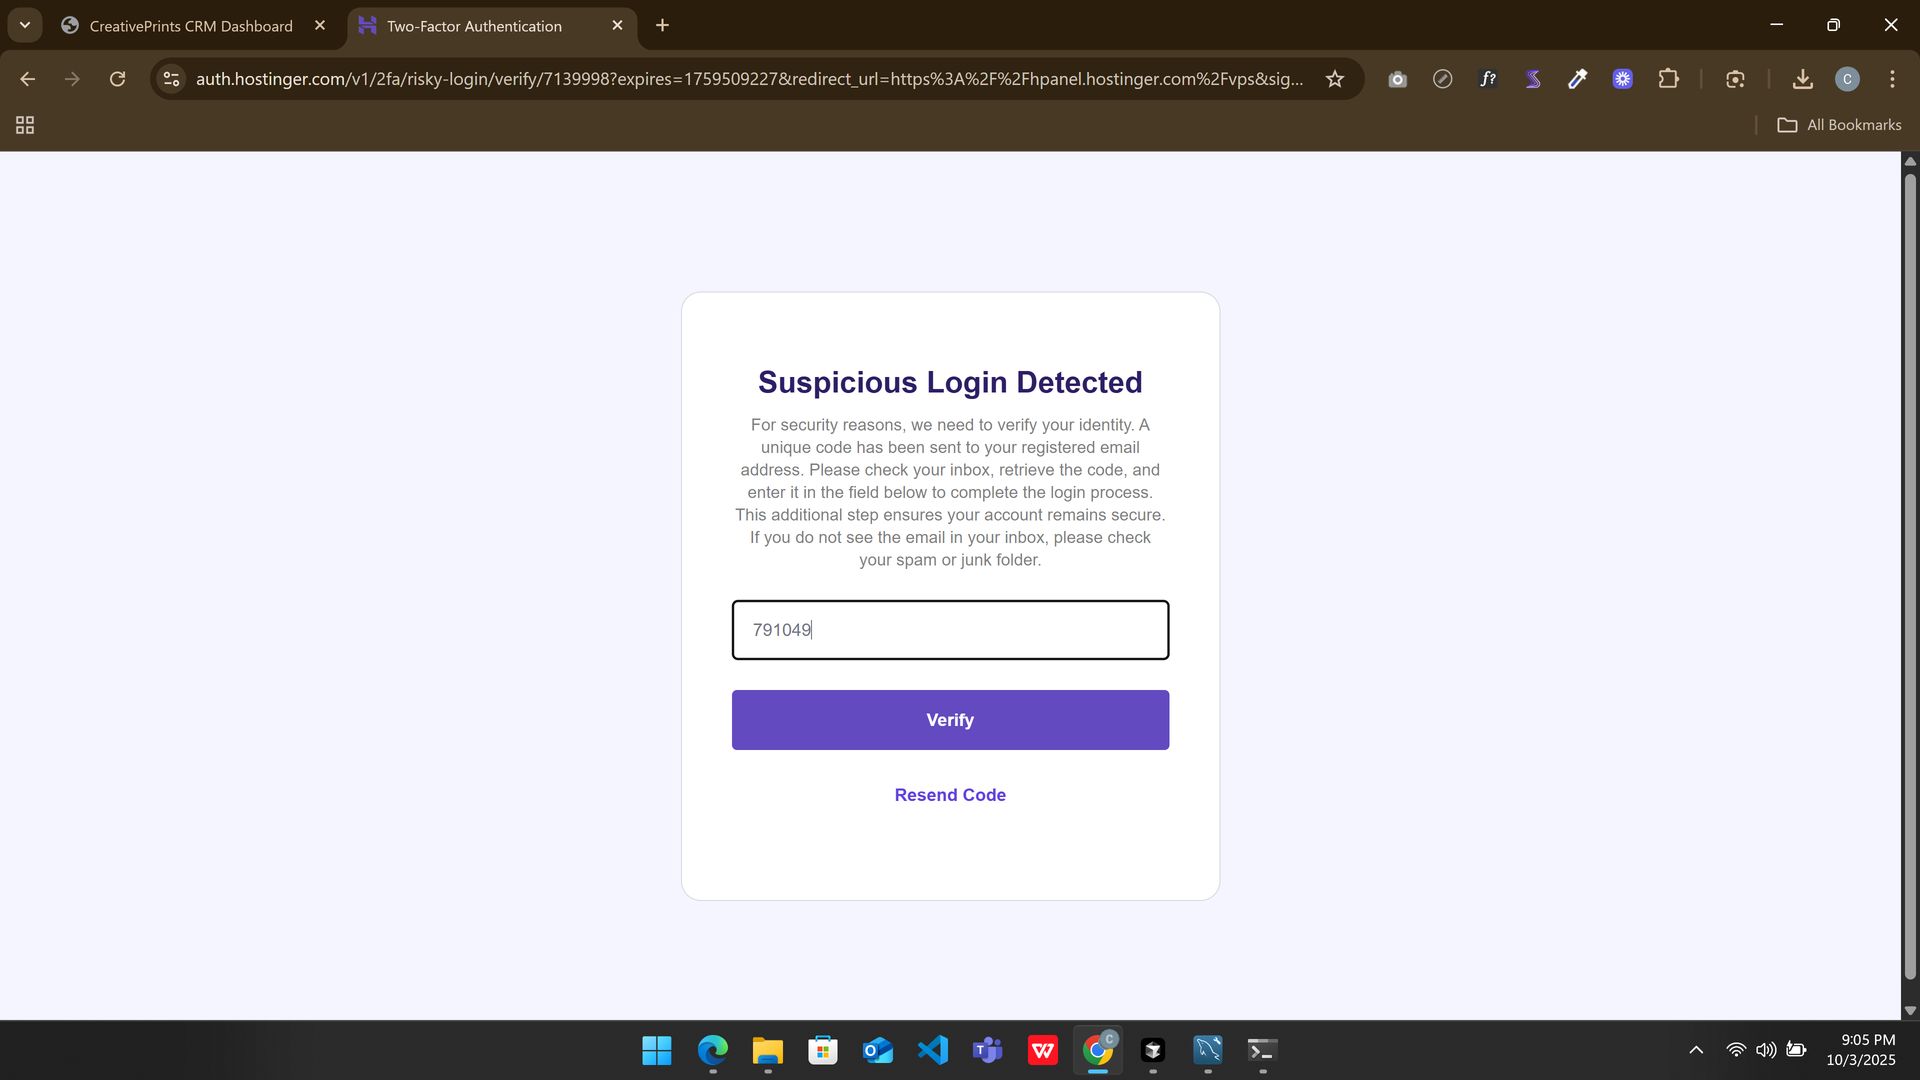 CreativePrints CRM Dashboard
Two-Factor Authentication
auth.hostinger.com/v1/2fa/risky-login/verify/7139998?expires=1759509227&redirect_url=https%3A%2F%2Fhpanel.hostinger.com%2Fvps&sig...
f?
C
All Bookmarks
Suspicious Login Detected
For security reasons, we need to verify your identity. A
unique code has been sent to your registered email
address. Please check your inbox, retrieve the code, and
enter it in the field below to complete the login process.
This additional step ensures your account remains secure.
If you do not see the email in your inbox, please check
your spam or junk folder.
791049
Verify
Resend Code
C
9:05 PM
10/3/2025